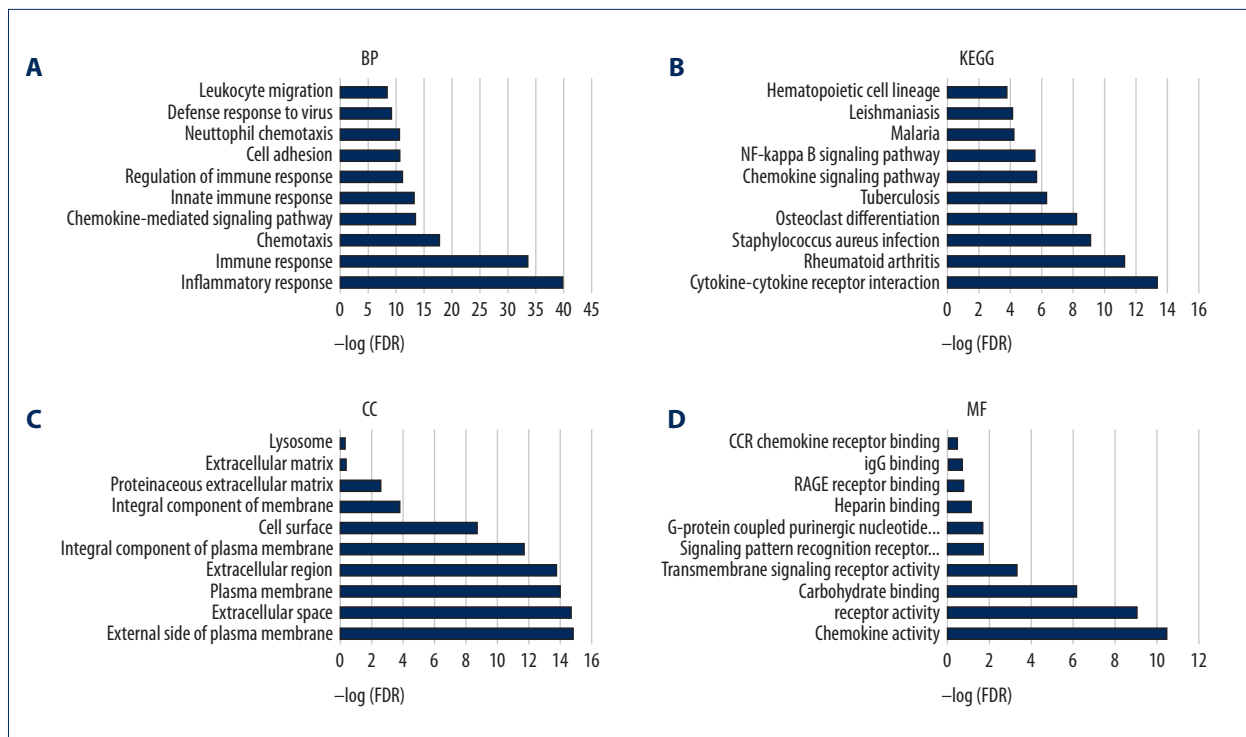 A
BP
Leukocyte migration
Defense response to virus
Neuttophil chemotaxis
Cell adhesion
Regulation of immune response
Innate immune response
Chemokine-mediated signaling pathway
Chemotaxis
Immune response
Inflammatory response
0 5 10 15 20 25 30 35 40 45
–log (FDR)
B
KEGG
Hematopoietic cell lineage
Leishmaniasis
Malaria
NF-kappa B signaling pathway
Chemokine signaling pathway
Tuberculosis
Osteoclast differentiation
Staphylococcus aureus infection
Rheumatoid arthritis
Cytokine-cytokine receptor interaction
0 2 4 6 8 10 12 14 16
–log (FDR)
C
CC
Lysosome
Extracellular matrix
Proteinaceous extracellular matrix
Integral component of membrane
Cell surface
Integral component of plasma membrane
Extracellular region
Plasma membrane
Extracellular space
External side of plasma membrane
0 2 4 6 8 10 12 14 16
–log (FDR)
D
MF
CCR chemokine receptor binding
igG binding
RAGE receptor binding
Heparin binding
G-protein coupled purinergic nucleotide...
Signaling pattern recognition receptor...
Transmembrane signaling receptor activity
Carbohydrate binding
receptor activity
Chemokine activity
0 2 4 6 8 10 12
–log (FDR)